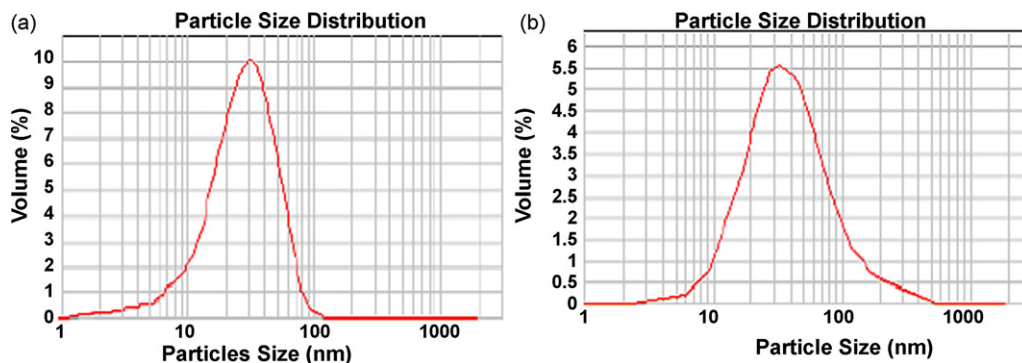 (a)
Particle Size Distribution
Volume (%)
10
9
8
7
6
5
4
3
2
1
0
1 10 100 1000
Particles Size (nm)
(b)
Particle Size Distribution
Volume (%)
6
5.5
5
4.5
4
3.5
3
2.5
2
1.5
1
0.5
0
1 10 100 1000
Particle Size (nm)